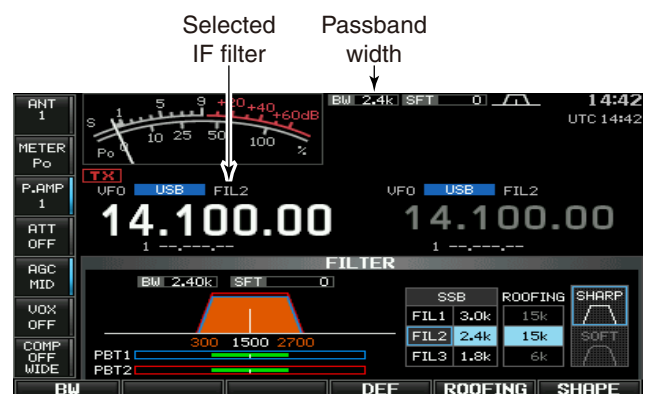 Selected IF filter
Passband width
ANT 1
S 1 5 9 +20 +40 +60dB
Po 0 10 25 50 100 %
BW 2.4k SFT 0
14:42
UTC 14:42
METER Po
TX
P.AMP 1
VFO USB FIL2
VFO USB FIL2
14.100.00
14.100.00
ATT OFF
1 --.---.--
1 --.---.--
FILTER
AGC MID
BW 2.40k SFT 0
SSB ROOFING
SHARP
FIL1 3.0k 15k
VOX OFF
FIL2 2.4k 15k
SOFT
300 1500 2700
FIL3 1.8k 6k
COMP OFF WIDE
PBT1
PBT2
BW DEF ROOFING SHAPE